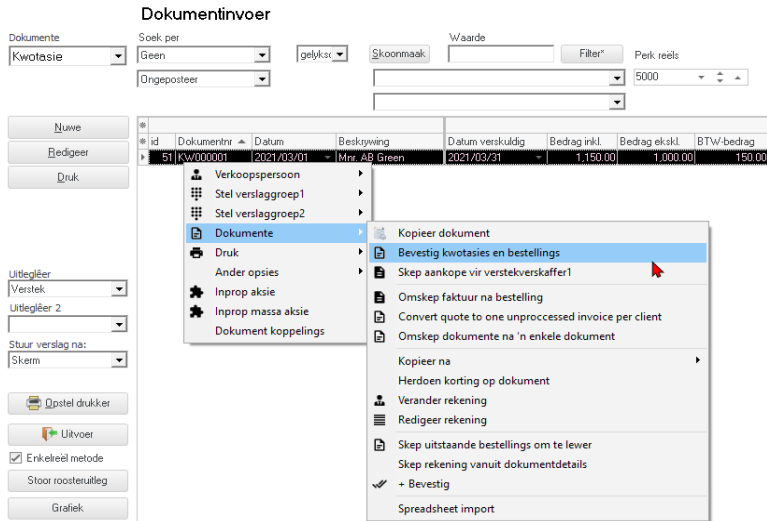 Dokumentinvoer
Dokumente
Soek per
Waarde
Kwotasie
Geen
gelykso
Skoonmaak
Filter*
Perk reëls
Ongeposteer
5000
Nuwe
Redigeer
Druk
id Dokumentnr Datum Beskrywing Datum verskuldig Bedrag inkl. Bedrag ekskl. BTW-bedrag
51 KW000001 2021/03/01 Mnr. AB Green 2021/03/31 1,150.00 1,000.00 150.00
Verkoopspersoon
Stel verslaggroep1
Stel verslaggroep2
Dokumente
Druk
Ander opsies
Inprop aksie
Inprop massa aksie
Dokument koppelings
Kopieer dokument
Bevestig kwotasies en bestellings
Skep aankope vir verstekverskaffer1
Omskep faktuur na bestelling
Convert quote to one unproccessed invoice per client
Omskep dokumente na 'n enkele dokument
Kopieer na
Herdoen korting op dokument
Verander rekening
Redigeer rekening
Skep uitstaande bestellings om te lewer
Skep rekening vanuit dokumentdetails
+ Bevestig
Spreadsheet import
Uitleglêer
Verstek
Uitleglêer 2
Stuur verslag na:
Skerm
Opstel drukker
Uitvoer
Enkelreël metode
Stoor roosteruitleg
Grafiek